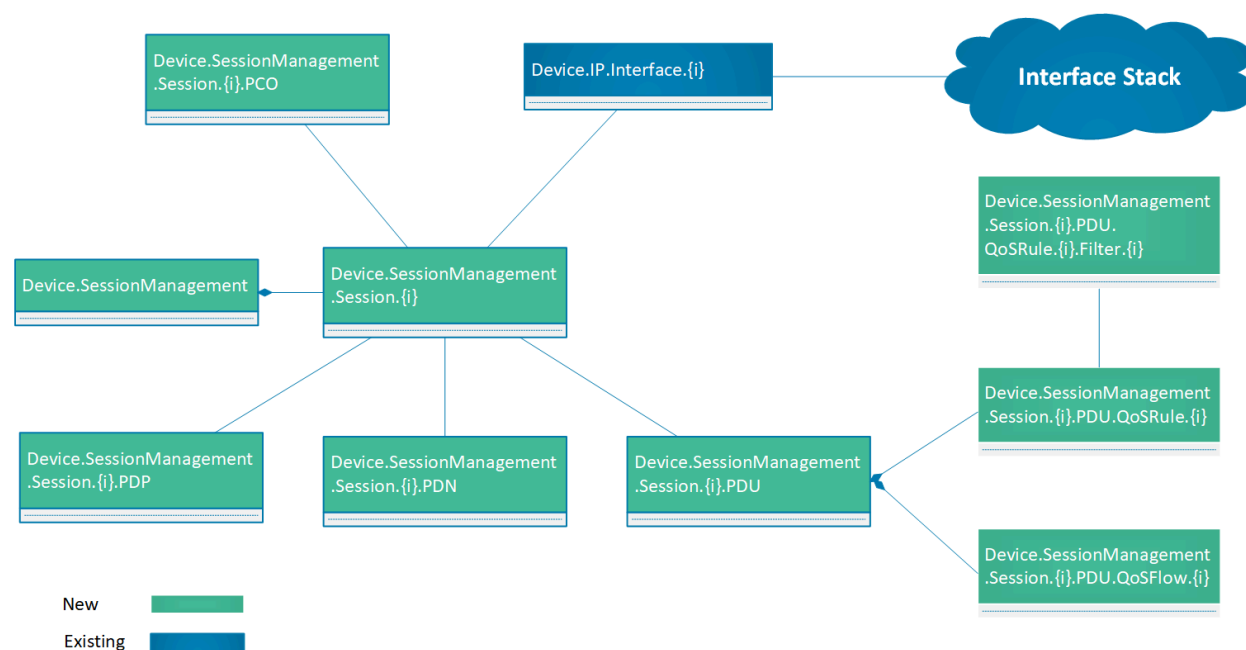 Device.SessionManagement
.Session.{i}.PCO
Device.IP.Interface.{i}
Interface Stack
Device.SessionManagement
.Session.{i}.PDU.
QoSRule.{i}.Filter.{i}
Device.SessionManagement
Device.SessionManagement
.Session.{i}
Device.SessionManagement
.Session.{i}.PDU.QoSRule.{i}
Device.SessionManagement
.Session.{i}.PDP
Device.SessionManagement
.Session.{i}.PDN
Device.SessionManagement
.Session.{i}.PDU
Device.SessionManagement
.Session.{i}.PDU.QoSFlow.{i}
New
Existing